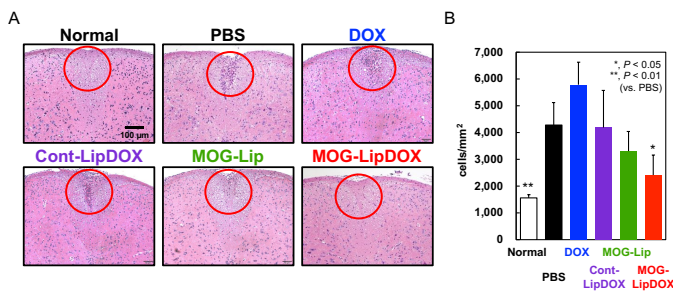 A
Normal
PBS
DOX
100 μm
Cont-LipDOX
MOG-Lip
MOG-LipDOX
B
cells/mm²
7,000
6,000
5,000
4,000
3,000
2,000
1,000
0
*, P < 0.05
**, P < 0.01
(vs. PBS)
**
*
Normal
DOX
MOG-Lip
PBS
Cont-
LipDOX
MOG-
LipDOX